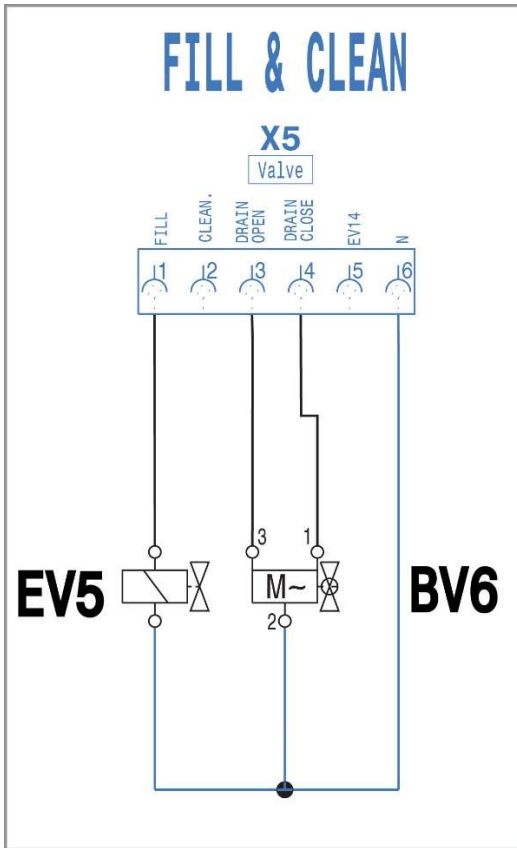 FILL & CLEAN
X5
Valve
FILL
CLEAN.
DRAIN
OPEN
DRAIN
CLOSE
EV14
N
1 2 3 4 5 6
3 1
EV5
M~
BV6
2